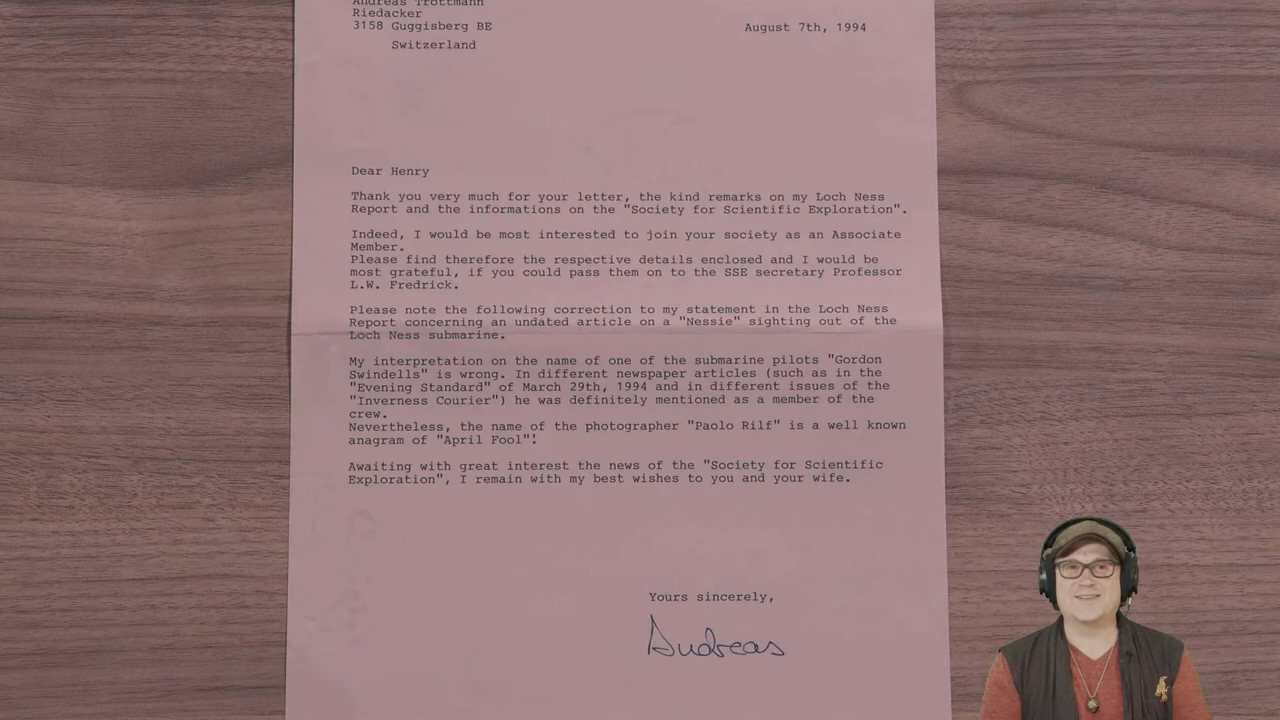 Andreas Trottmann
Riedacker
3158 Guggisberg BE
August 7th, 1994
Switzerland
Dear Henry
Thank you very much for your letter, the kind remarks on my Loch Ness
Report and the informations on the "Society for Scientific Exploration".
Indeed, I would be most interested to join your society as an Associate
Member.
Please find therefore the respective details enclosed and I would be
most grateful, if you could pass them on to the SSE secretary Professor
L.W. Fredrick.
Please note the following correction to my statement in the Loch Ness
Report concerning an undated article on a "Nessie" sighting out of the
Loch Ness submarine.
My interpretation on the name of one of the submarine pilots "Gordon
Swindells" is wrong. In different newspaper articles (such as in the
"Evening Standard" of March 29th, 1994 and in different issues of the
"Inverness Courier") he was definitely mentioned as a member of the
crew.
Nevertheless, the name of the photographer "Paolo Rilf" is a well known
anagram of "April Fool"!
Awaiting with great interest the news of the "Society for Scientific
Exploration", I remain with my best wishes to you and your wife.
Yours sincerely,
Andreas